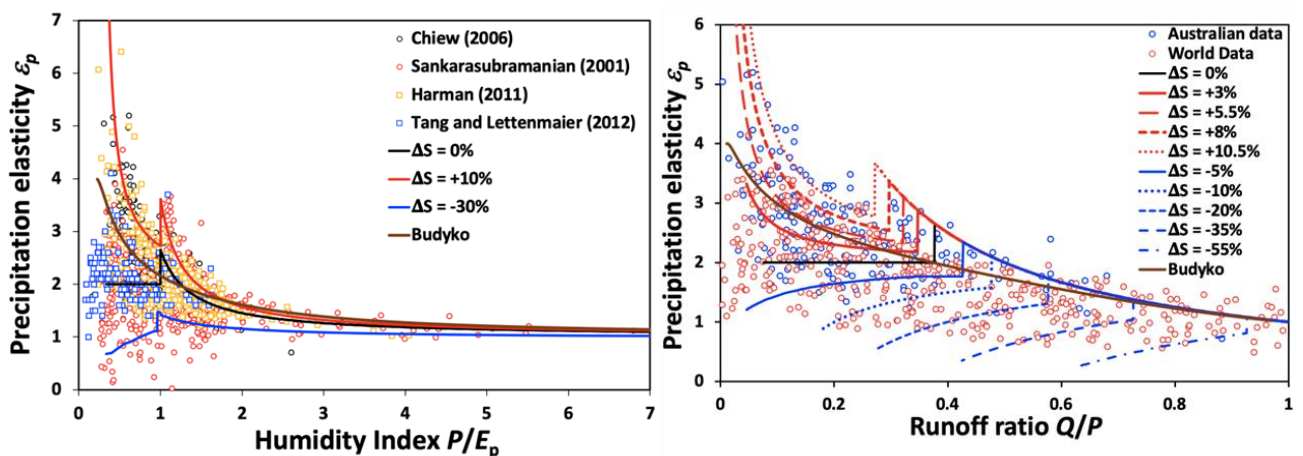 7
6
5
4
3
2
1
0
Precipitation elasticity εp
Chiew (2006)
Sankarasubramanian (2001)
Harman (2011)
Tang and Lettenmaier (2012)
ΔS = 0%
ΔS = +10%
ΔS = -30%
Budyko
0 1 2 3 4 5 6 7
Humidity Index P/Ep
6
5
4
3
2
1
0
Precipitation elasticity εp
Australian data
World Data
ΔS = 0%
ΔS = +3%
ΔS = +5.5%
ΔS = +8%
ΔS = +10.5%
ΔS = -5%
ΔS = -10%
ΔS = -20%
ΔS = -35%
ΔS = -55%
Budyko
0 0.2 0.4 0.6 0.8 1
Runoff ratio Q/P